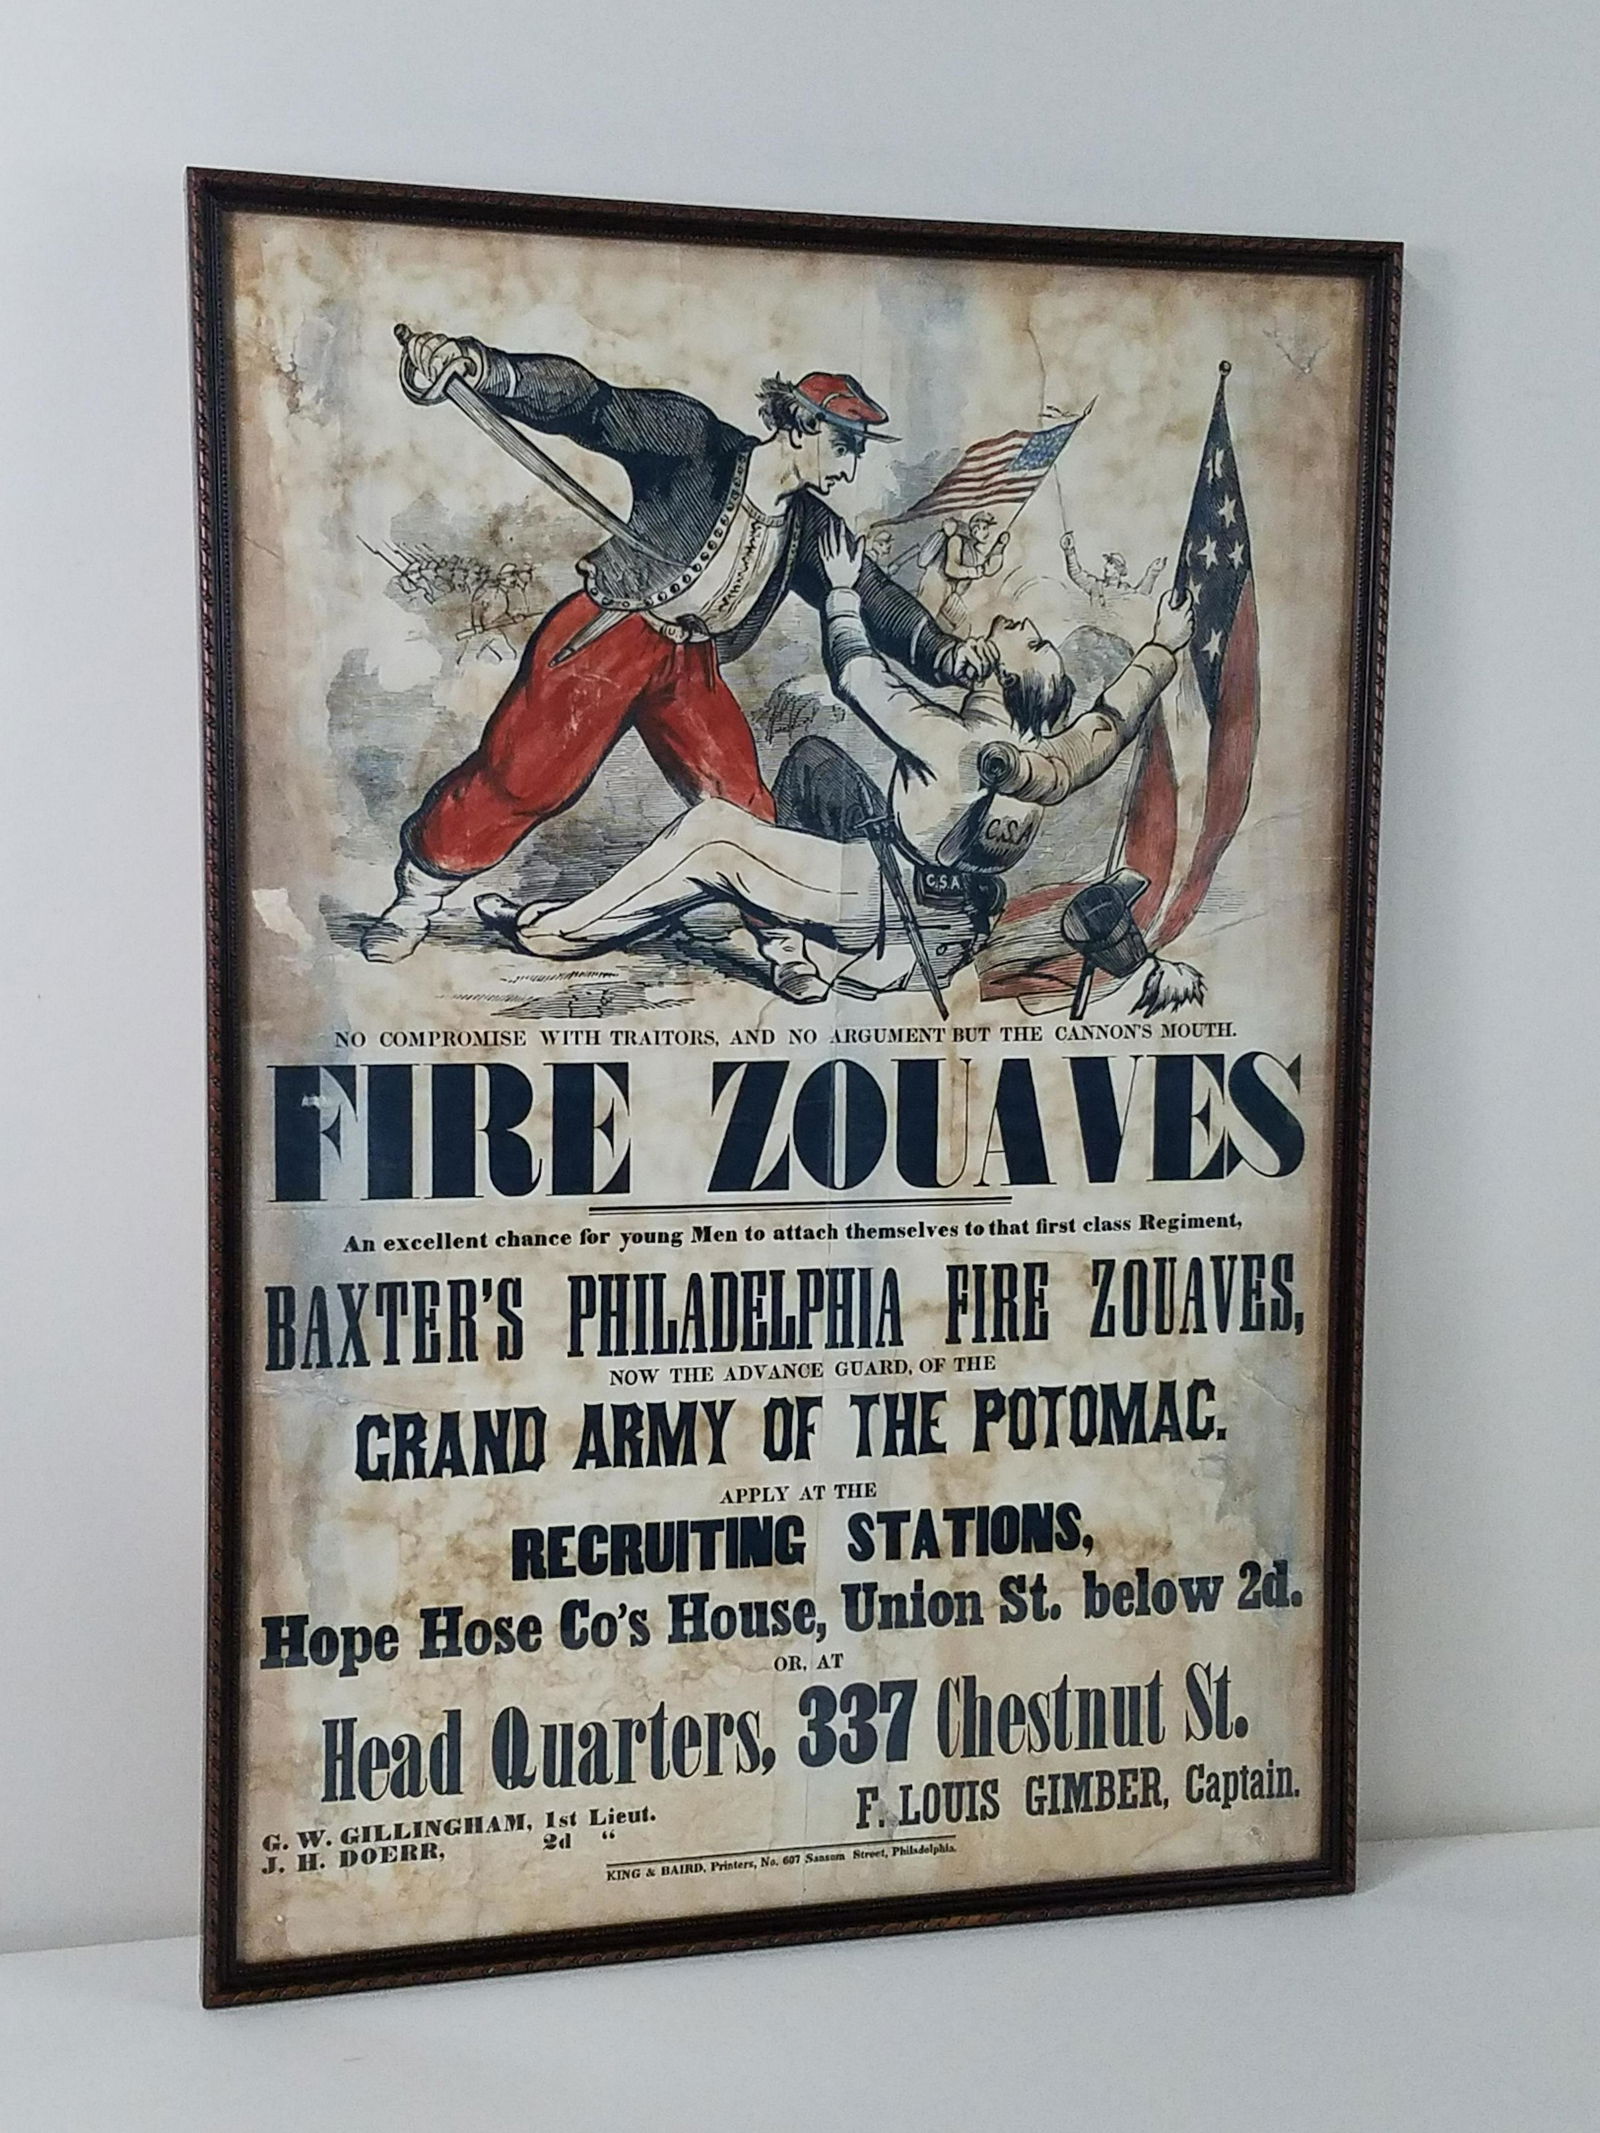 C.S.A
C.S.A.
NO COMPROMISE WITH TRAITORS, AND NO ARGUMENT BUT THE CANNON'S MOUTH.
FIRE ZOUAVES
An excellent chance for young Men to attach themselves to that first class Regiment,
BAXTER'S PHILADELPHIA FIRE ZOUAVES,
NOW THE ADVANCE GUARD, OF THE
GRAND ARMY OF THE POTOMAC.
APPLY AT THE
RECRUITING STATIONS,
Hope Hose Co's House, Union St. below 2d.
OR, AT
Head Quarters, 337 Chestnut St.
F. LOUIS GIMBER, Captain.
G. W. GILLINGHAM, 1st Lieut.
J. H. DOERR, 2d "
KING & BAIRD, Printers, No. 607 Sansom Street, Philadelphia.